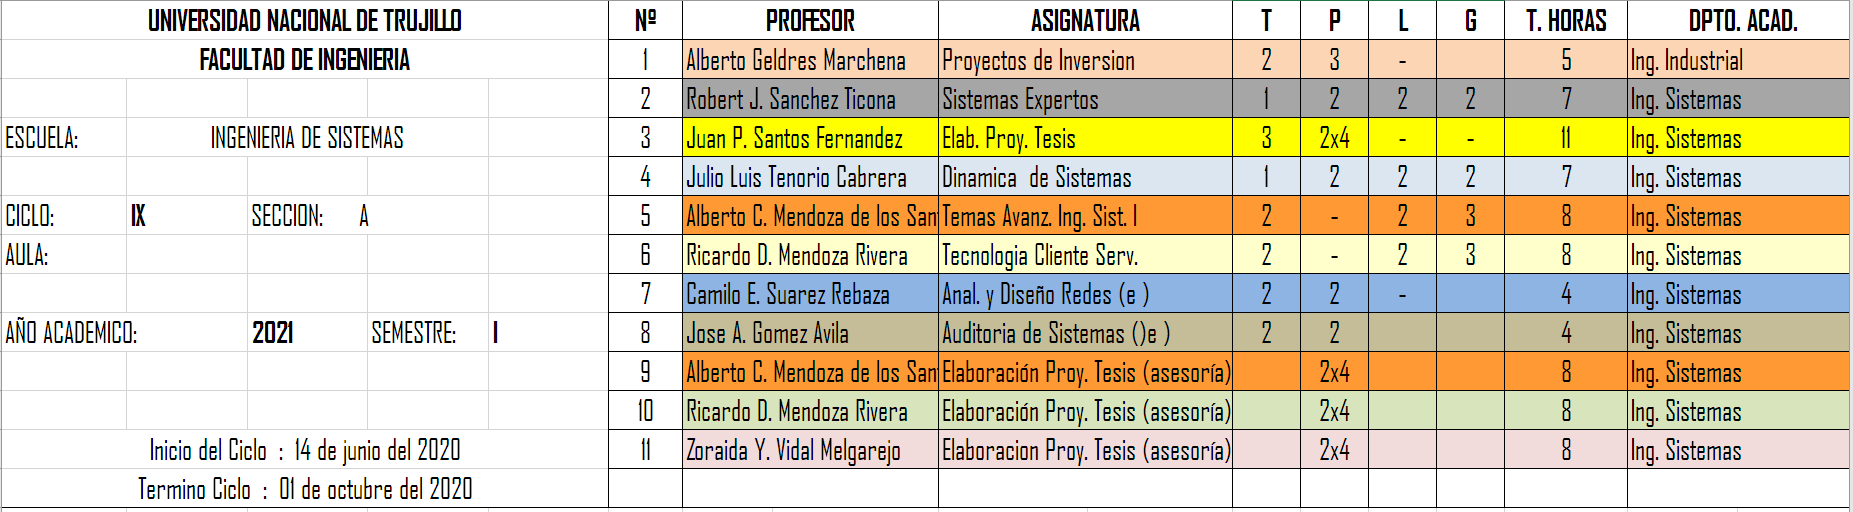 UNIVERSIDAD NACIONAL DE TRUJILLO
FACULTAD DE INGENIERIA
ESCUELA: INGENIERIA DE SISTEMAS
CICLO: IX SECCION: A
AULA:
AÑO ACADEMICO: 2021 SEMESTRE: I
Inicio del Ciclo : 14 de junio del 2020
Termino Ciclo : 01 de octubre del 2020
Nº PROFESOR ASIGNATURA T P L G T. HORAS DPTO. ACAD.
1 Alberto Geldres Marchena Proyectos de Inversion 2 3 - 5 Ing. Industrial
2 Robert J. Sanchez Ticona Sistemas Expertos 1 2 2 2 7 Ing. Sistemas
3 Juan P. Santos Fernandez Elab. Proy. Tesis 3 2x4 - - 11 Ing. Sistemas
4 Julio Luis Tenorio Cabrera Dinamica de Sistemas 1 2 2 2 7 Ing. Sistemas
5 Alberto C. Mendoza de los San Temas Avanz. Ing. Sist. I 2 - 2 3 8 Ing. Sistemas
6 Ricardo D. Mendoza Rivera Tecnologia Cliente Serv. 2 - 2 3 8 Ing. Sistemas
7 Camilo E. Suarez Rebaza Anal. y Diseño Redes (e ) 2 2 - 4 Ing. Sistemas
8 Jose A. Gomez Avila Auditoria de Sistemas ()e ) 2 2 4 Ing. Sistemas
9 Alberto C. Mendoza de los San Elaboración Proy. Tesis (asesoría) 2x4 8 Ing. Sistemas
10 Ricardo D. Mendoza Rivera Elaboración Proy. Tesis (asesoría) 2x4 8 Ing. Sistemas
11 Zoraida Y. Vidal Melgarejo Elaboracion Proy. Tesis (asesoría) 2x4 8 Ing. Sistemas